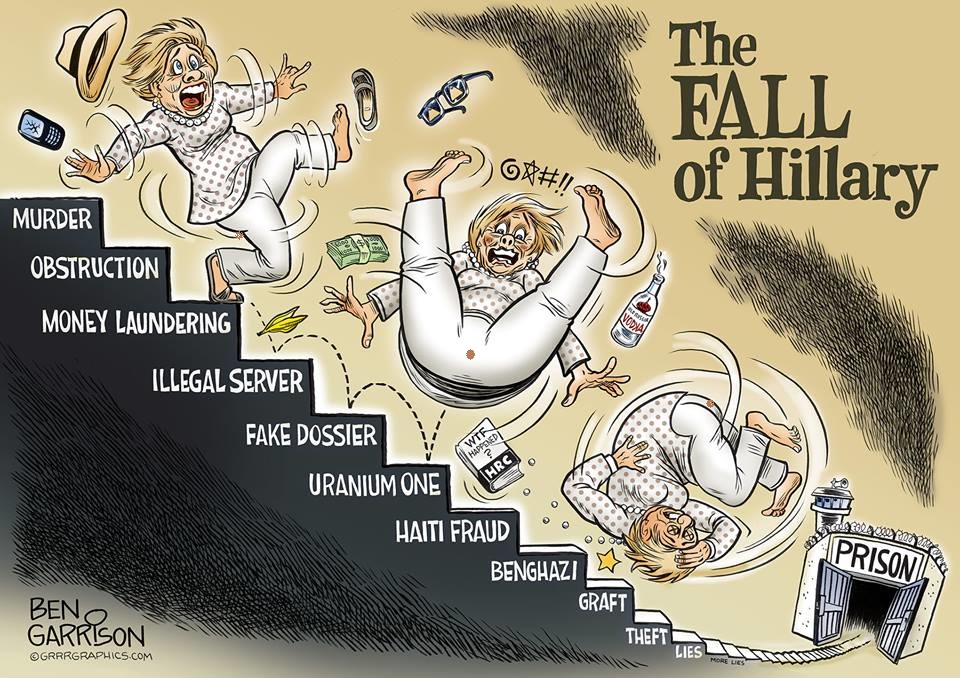 The
FALL
of Hillary
@☆#!!
MURDER
OBSTRUCTION
MONEY LAUNDERING
ILLEGAL SERVER
VODKA
FAKE DOSSIER
WTF
HAPPENED
?
HRC
URANIUM ONE
HAITI FRAUD
BENGHAZI
GRAFT
THEFT
LIES
MORE LIES
PRISON
BEN
GARRISON
©GRRRGRAPHICS.COM